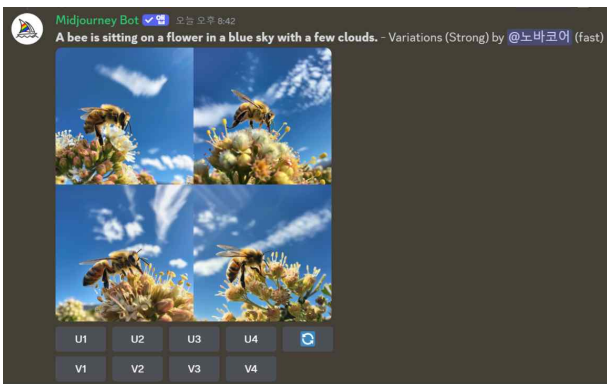 Midjourney Bot ✓앱 오늘 오후 8:42
A bee is sitting on a flower in a blue sky with a few clouds. - Variations (Strong) by @노바코어 (fast)
U1 U2 U3 U4
V1 V2 V3 V4